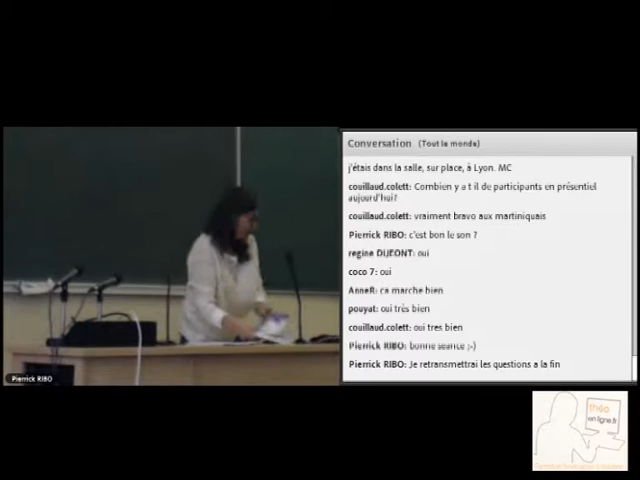 Conversation (Tout le monde)
j'étais dans la salle, sur place, à Lyon. MC
couillaud.colett: Combien y a t il de participants en présentiel
aujourd'hui?
couillaud.colett: vraiment bravo aux martiniquais
Pierrick RIBO: c'est bon le son ?
regine DUCONT: oui
coco 7: oui
AnneR: ca marche bien
pouyat: oui très bien
couillaud.colett: oui tres bien
Pierrick RIBO: bonne seance ;-)
Pierrick RIBO: Je retransmettrai les questions a la fin
Pierrick RIBO
théo
en ligne.fr